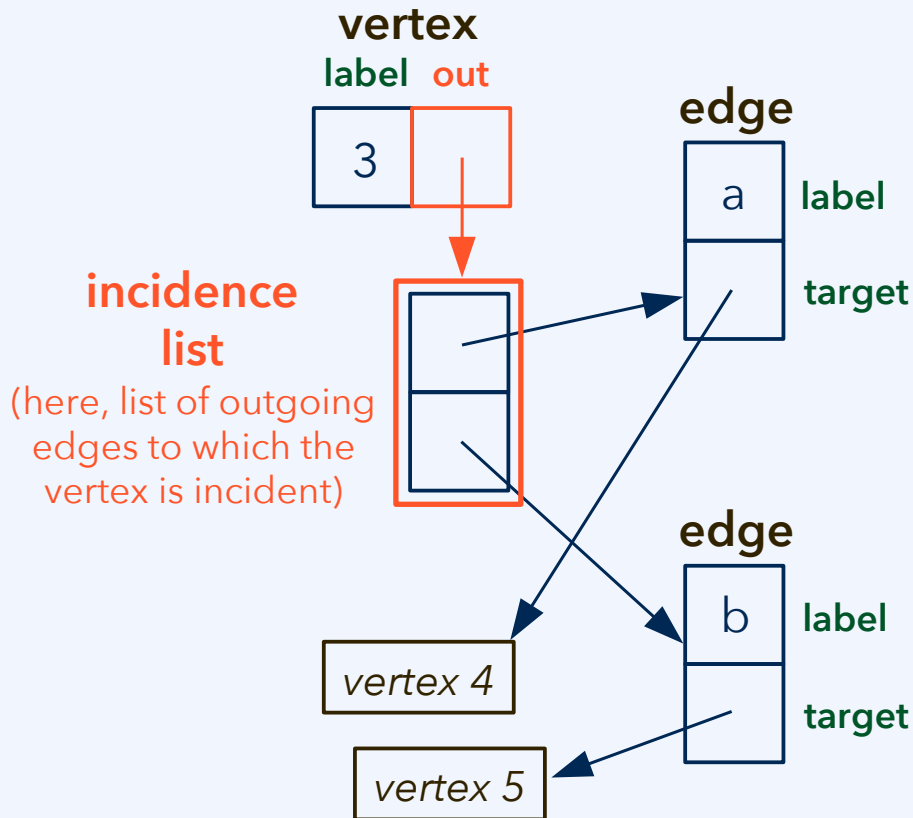 vertex
label out
3
edge
a
label
target
incidence
list
(here, list of outgoing
edges to which the
vertex is incident)
edge
b
label
target
vertex 4
vertex 5